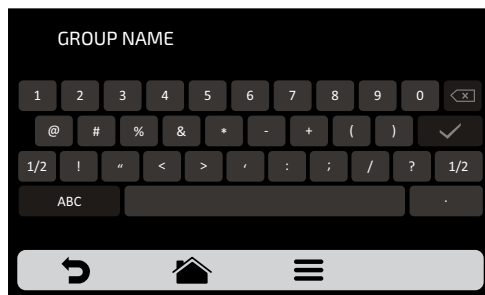 GROUP NAME
1 2 3 4 5 6 7 8 9 0
@ # % & * - + ( )
1/2 ! “ < > ‘ : ; / ? 1/2
ABC .